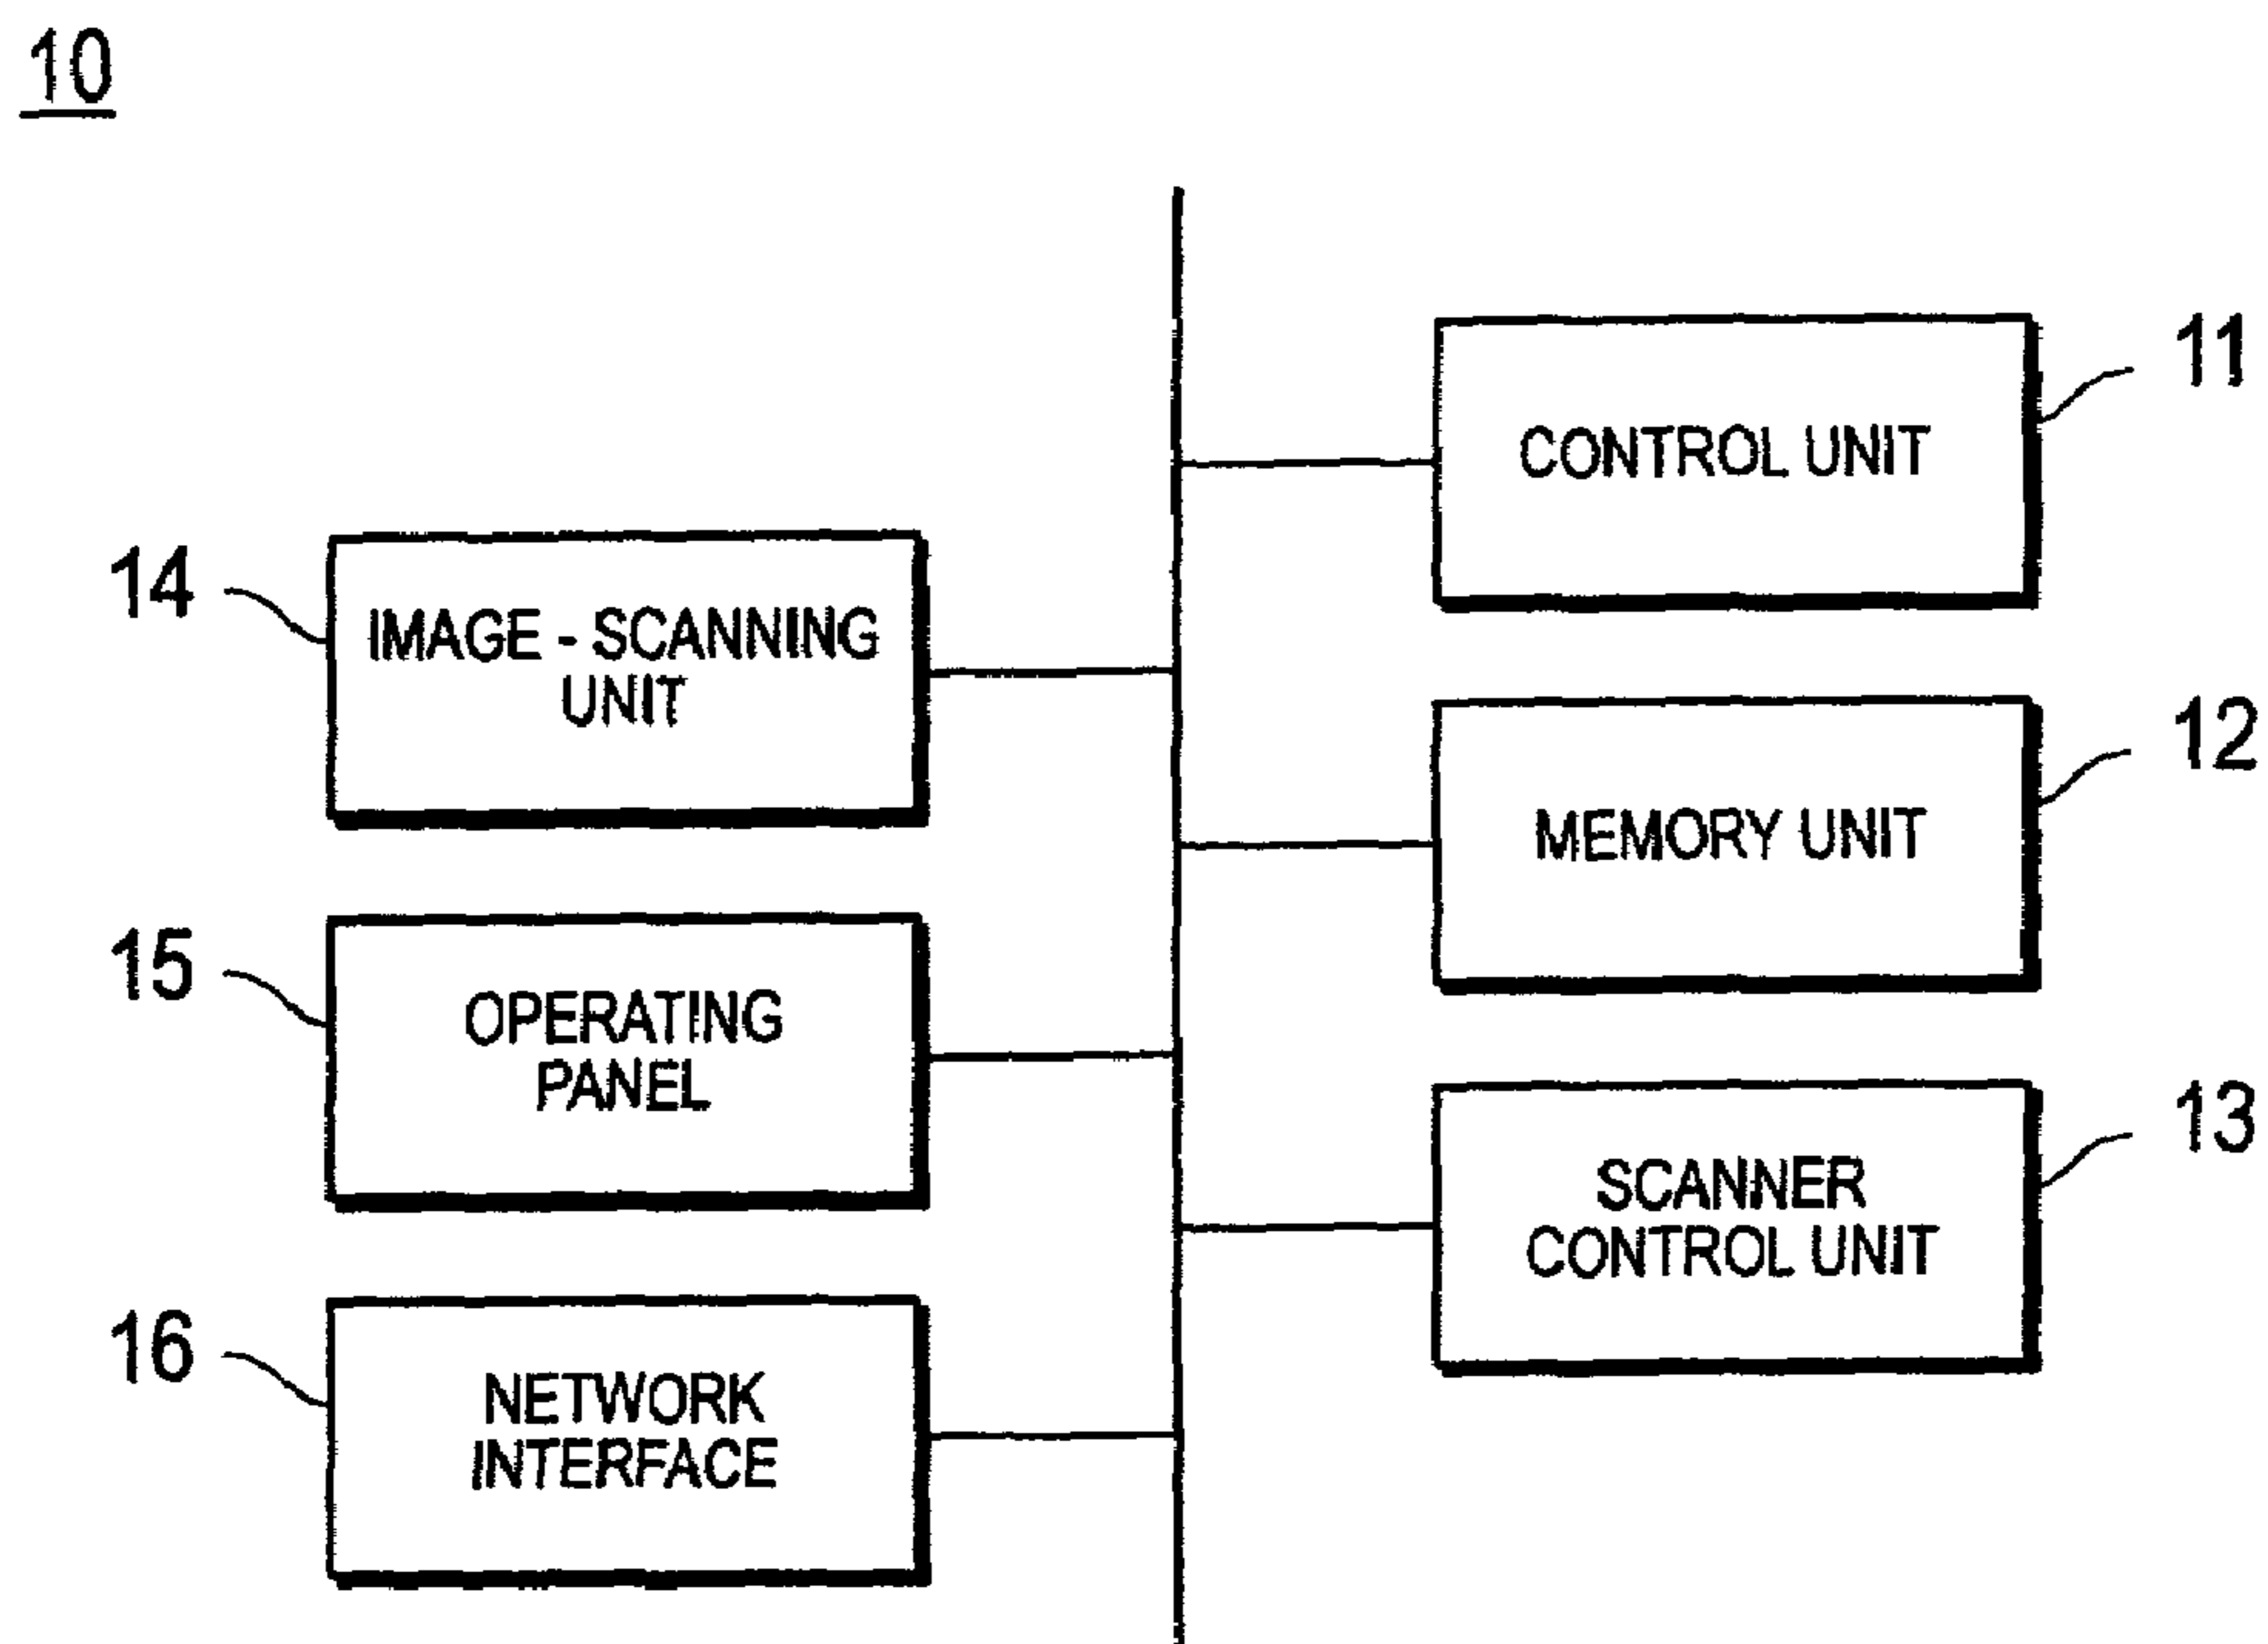 10
11
CONTROL UNIT
14
IMAGE - SCANNING
UNIT
12
MEMORY UNIT
15
OPERATING
PANEL
13
SCANNER
CONTROL UNIT
16
NETWORK
INTERFACE